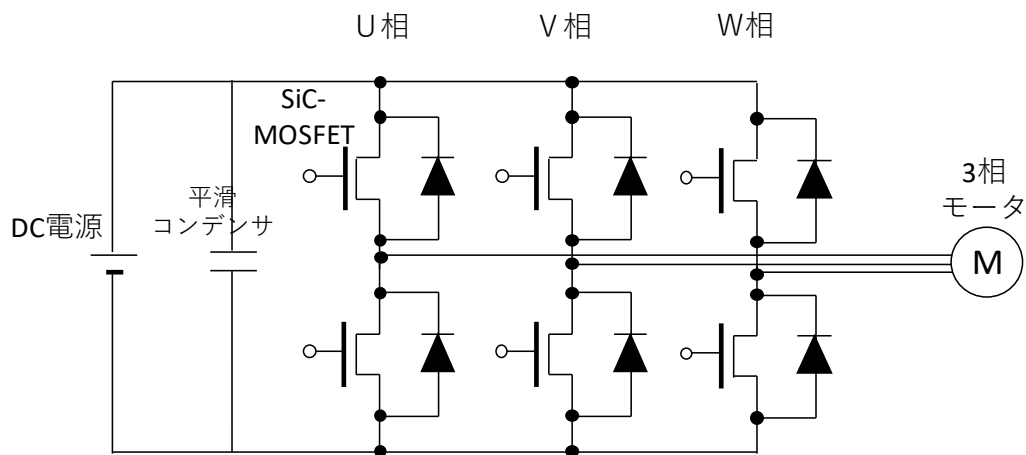 U相
V相
W相
SiC-
MOSFET
DC電源
平滑
コンデンサ
3相
モータ
M